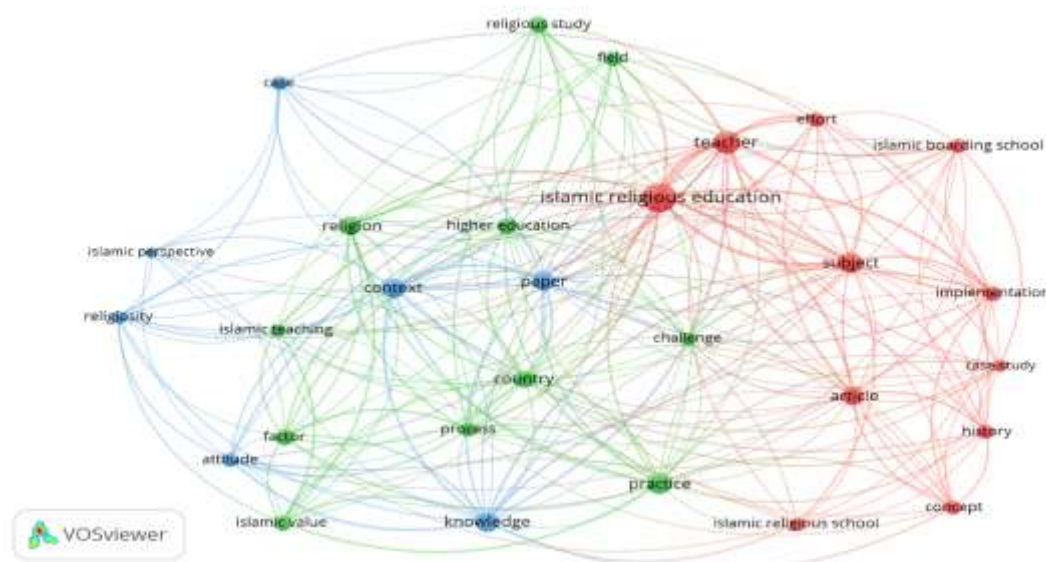 religious study
field
case
effort
teacher
islamic boarding school
islamic religious education
religion
higher education
islamic perspective
subject
paper
context
implementation
religiosity
islamic teaching
challenge
case study
country
article
process
history
factor
attitude
practice
concept
islamic value
knowledge
islamic religious school
VOSviewer